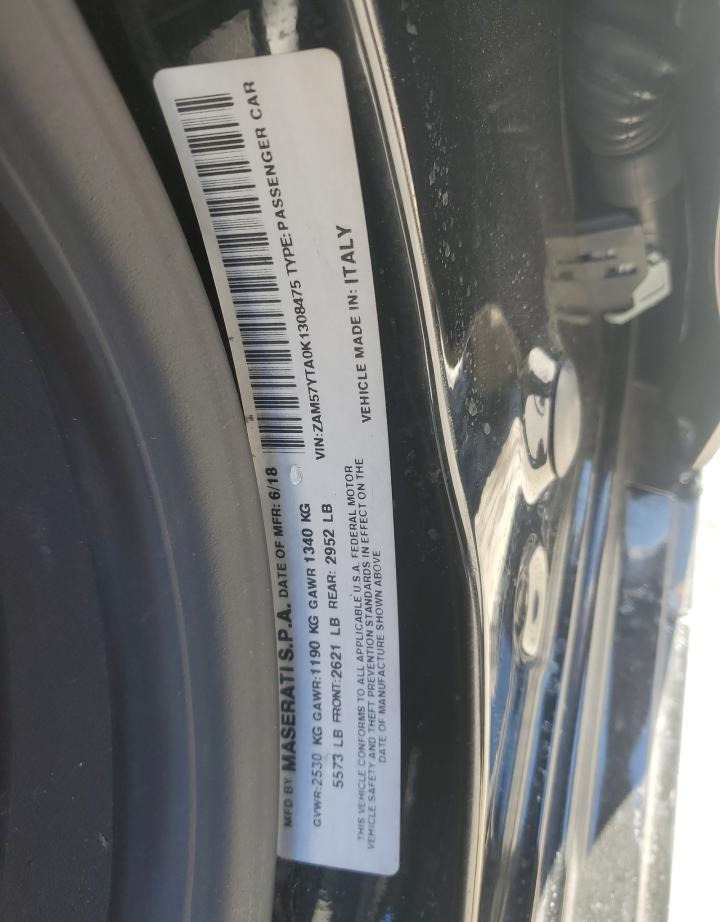 MFD BY MASERATI S.P.A. DATE OF MFR: 6/18
GVWR:2530 KG GAWR:1190 KG GAWR 1340 KG
5573 LB FRONT:2621 LB REAR: 2952 LB
THIS VEHICLE CONFORMS TO ALL APPLICABLE U.S.A. FEDERAL MOTOR
VEHICLE SAFETY AND THEFT PREVENTION STANDARDS IN EFFECT ON THE
DATE OF MANUFACTURE SHOWN ABOVE
VIN:ZAM57YTA0K1308475 TYPE:PASSENGER CAR
VEHICLE MADE IN: ITALY